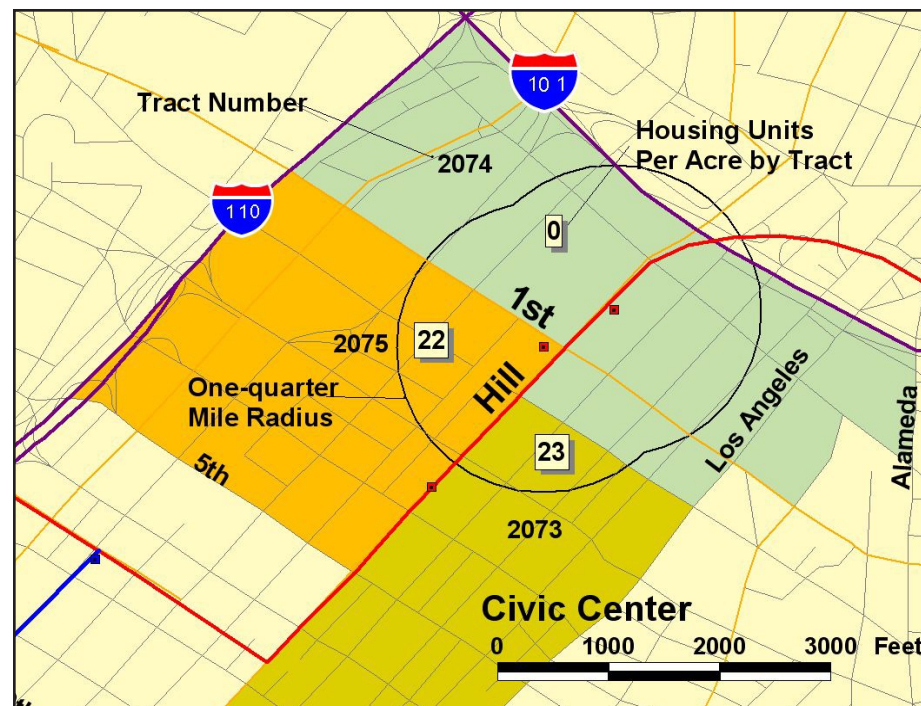 10 1
Tract Number
Housing Units
Per Acre by Tract
2074
110
0
1st
22
2075
Hill
One-quarter
Mile Radius
Los Angeles
23
5th
Alameda
2073
Civic Center
0 1000 2000 3000 Feet